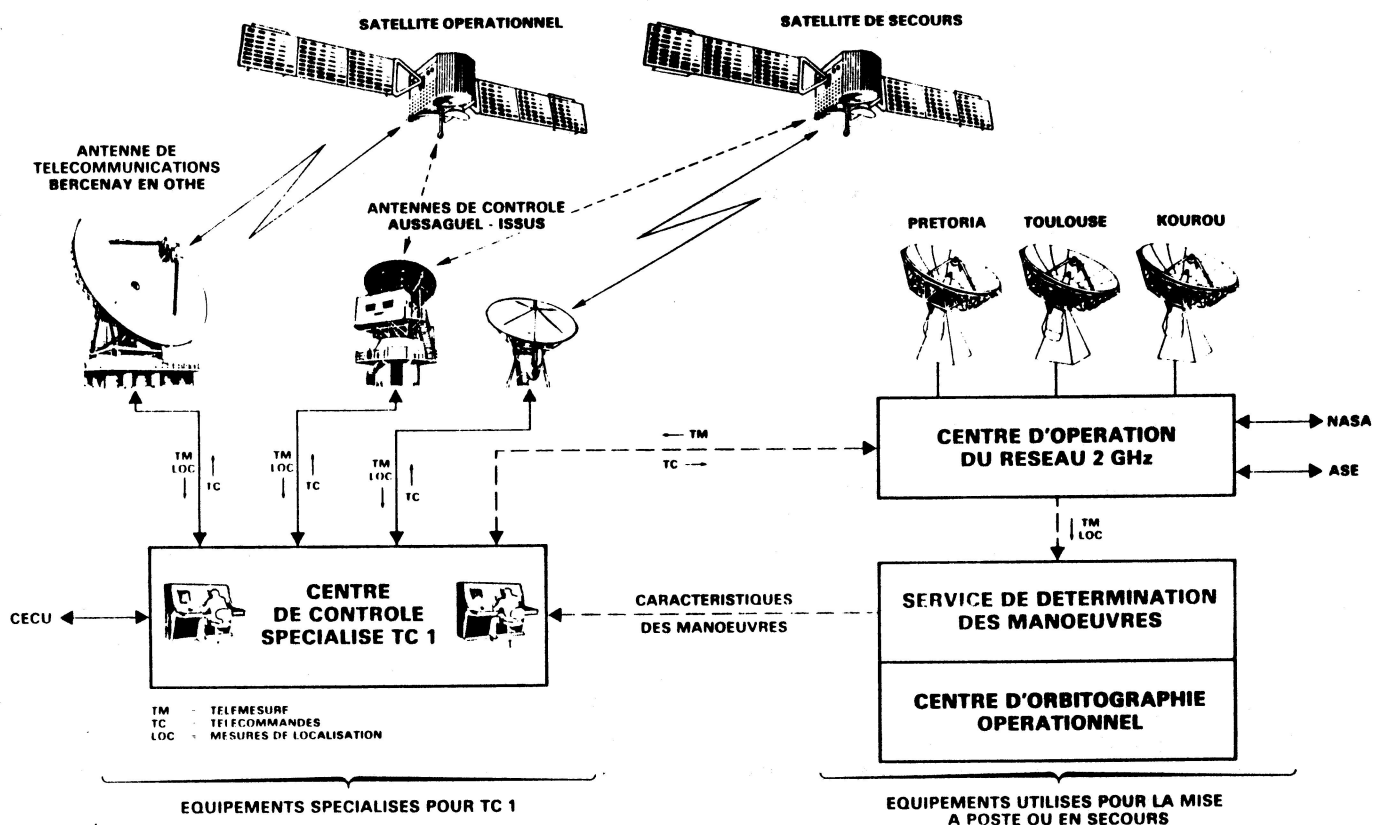 SATELLITE OPERATIONNEL
SATELLITE DE SECOURS
ANTENNE DE
TELECOMMUNICATIONS
BERCENAY EN OTHE
ANTENNES DE CONTROLE
AUSSAGUEL - ISSUS
PRETORIA
TOULOUSE
KOUROU
CENTRE D'OPERATION
DU RESEAU 2 GHz
NASA
ASE
TM
TC
TM
LOC
TC
TM
LOC
TC
TM
LOC
TC
TM
LOC
CENTRE
DE CONTROLE
SPECIALISE TC 1
CECU
CARACTERISTIQUES
DES MANOEUVRES
SERVICE DE DETERMINATION
DES MANOEUVRES
CENTRE D'ORBITOGRAPHIE
OPERATIONNEL
TM - TELEMESURE
TC - TELECOMMANDES
LOC = MESURES DE LOCALISATION
EQUIPEMENTS SPECIALISES POUR TC 1
EQUIPEMENTS UTILISES POUR LA MISE
A POSTE OU EN SECOURS